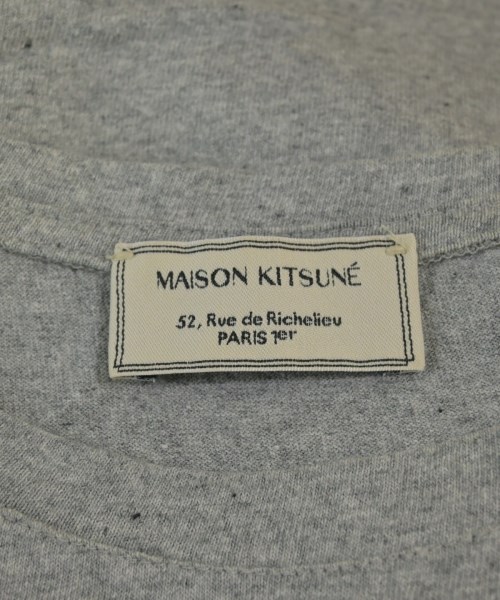 MAISON KITSUNÉ
52, Rue de Richelieu
PARIS 1er